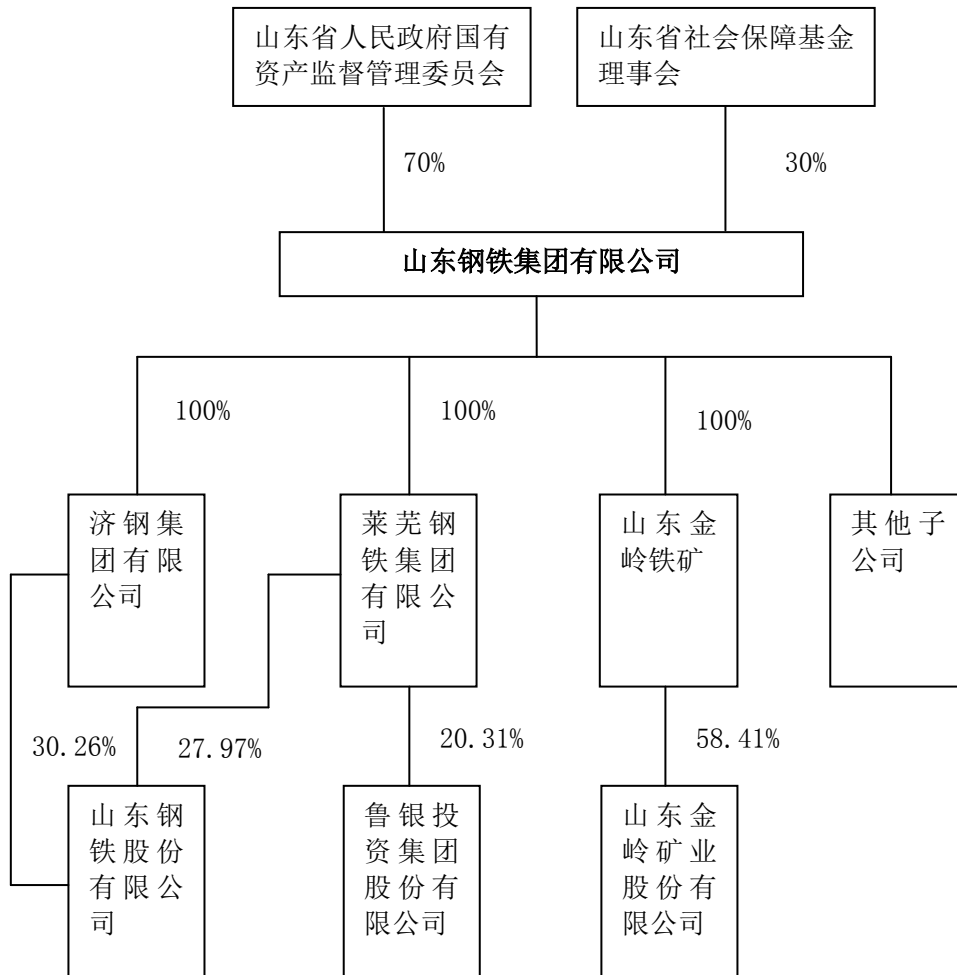 山东省人民政府国有
资产监督管理委员会
山东省社会保障基金
理事会
70%
30%
山东钢铁集团有限公司
100%
100%
100%
济钢集
团有限
公司
莱芜钢
铁集团
有限公
司
山东金
岭铁矿
其他子
公司
30.26%
27.97%
20.31%
58.41%
山东钢
铁股份
有限公
司
鲁银投
资集团
股份有
限公司
山东金
岭矿业
股份有
限公司